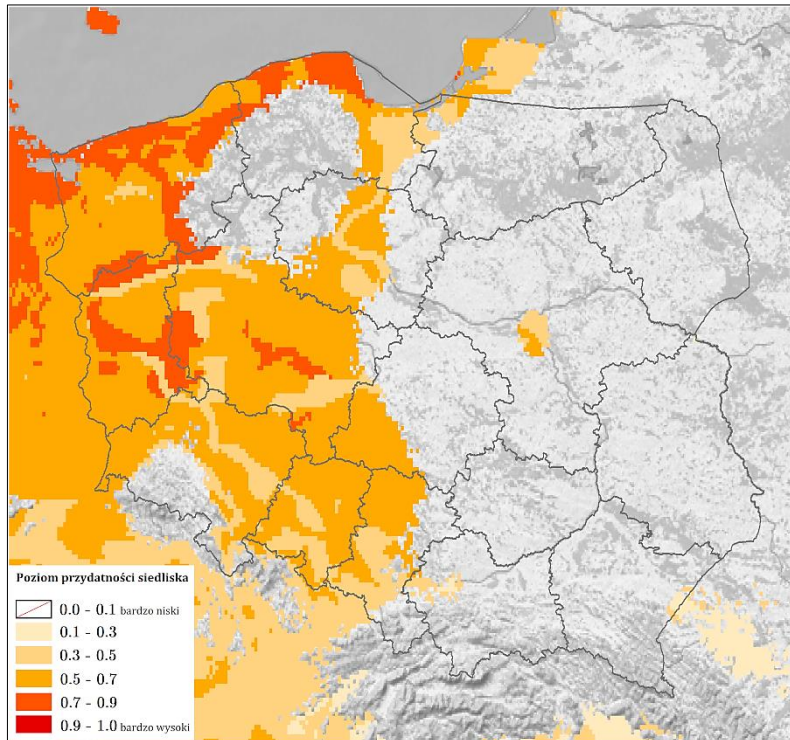 Poziom przydatności siedliska
0.0 - 0.1 bardzo niski
0.1 - 0.3
0.3 - 0.5
0.5 - 0.7
0.7 - 0.9
0.9 - 1.0 bardzo wysoki